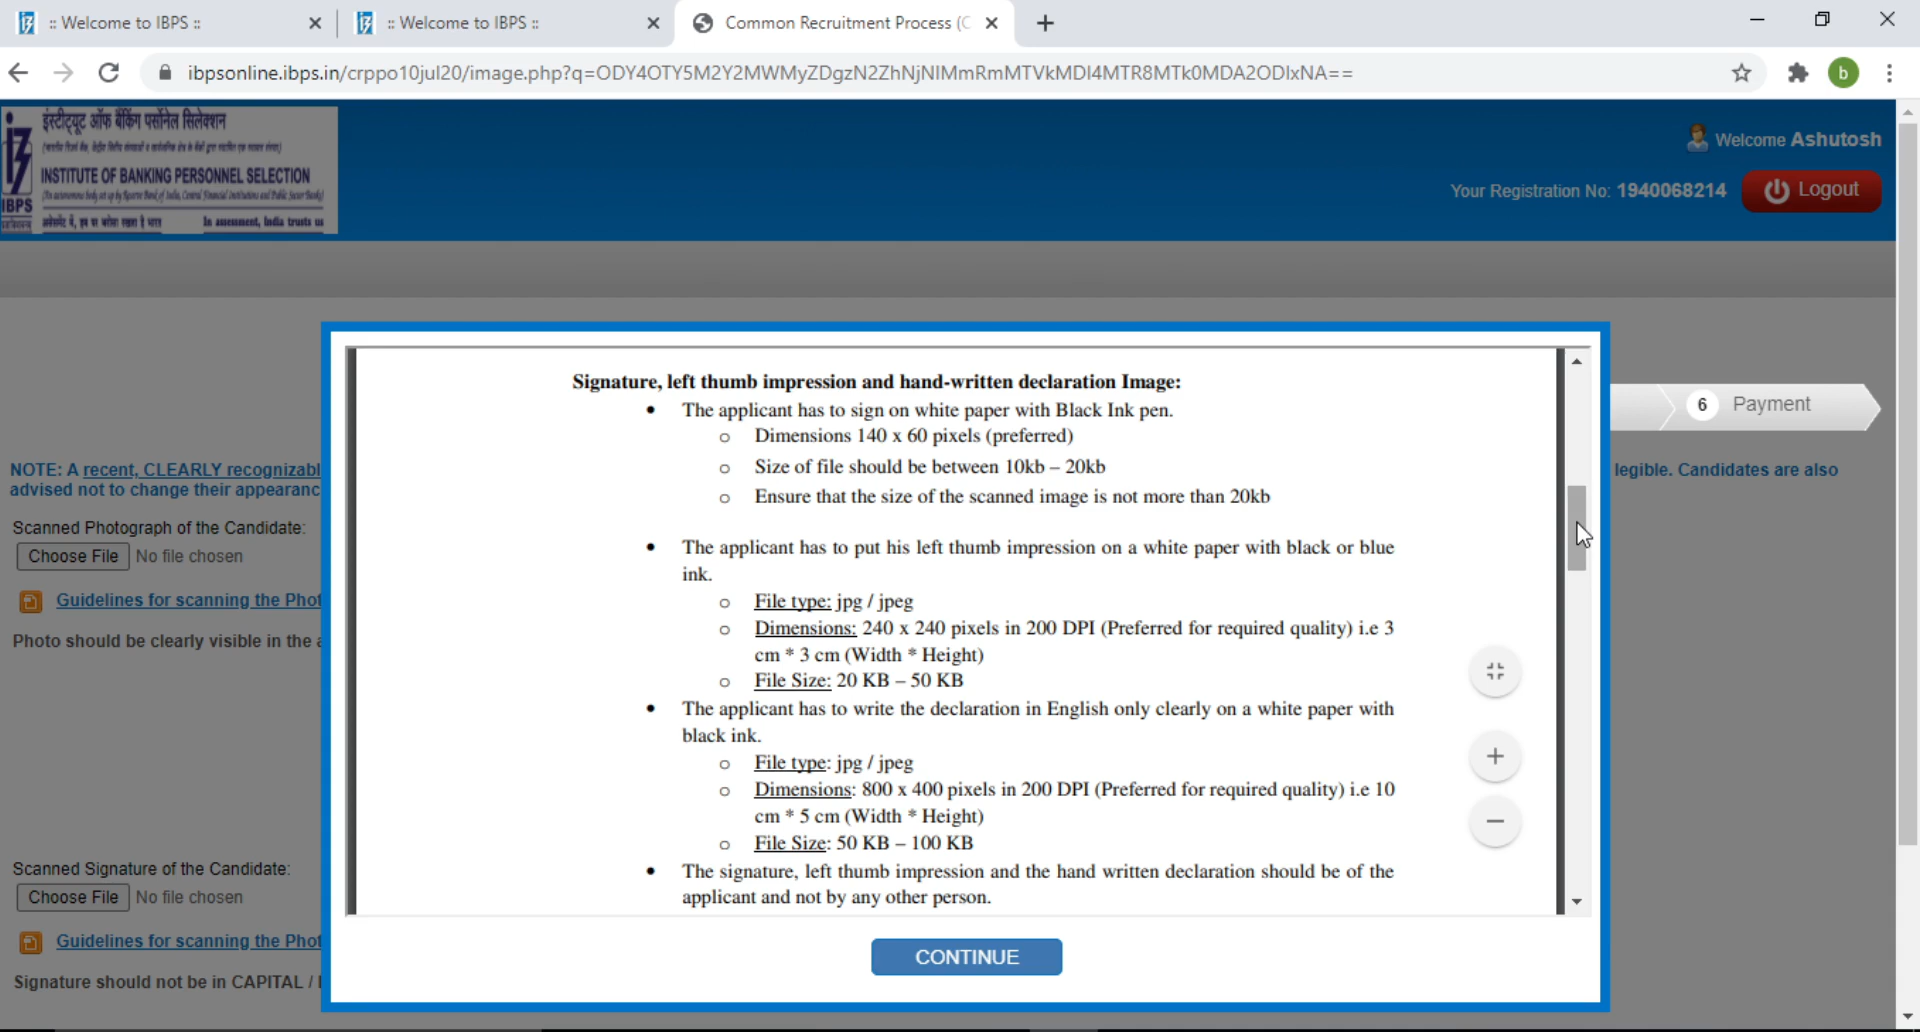 :: Welcome to IBPS ::
:: Welcome to IBPS ::
Common Recruitment Process (C
ibpsonline.ibps.in/crppo10jul20/image.php?q=ODY4OTY5M2Y2MWMyZDgzN2ZhNjNlMmRmMTVkMDI4MTR8MTk0MDA2ODIxNA==
b
इंस्टीट्यूट ऑफ बैंकिंग पर्सोनेल सिलेक्शन
INSTITUTE OF BANKING PERSONNEL SELECTION
IBPS
In assessment, India trusts us
Welcome Ashutosh
Your Registration No: 1940068214
Logout
6 Payment
NOTE: A recent, CLEARLY recognizabl
legible. Candidates are also
advised not to change their appearanc
Scanned Photograph of the Candidate:
Choose File No file chosen
Guidelines for scanning the Phot
Photo should be clearly visible in the a
Scanned Signature of the Candidate:
Choose File No file chosen
Guidelines for scanning the Phot
Signature should not be in CAPITAL /
Signature, left thumb impression and hand-written declaration Image:
• The applicant has to sign on white paper with Black Ink pen.
o Dimensions 140 x 60 pixels (preferred)
o Size of file should be between 10kb – 20kb
o Ensure that the size of the scanned image is not more than 20kb
• The applicant has to put his left thumb impression on a white paper with black or blue
ink.
o File type: jpg / jpeg
o Dimensions: 240 x 240 pixels in 200 DPI (Preferred for required quality) i.e 3
cm * 3 cm (Width * Height)
o File Size: 20 KB – 50 KB
• The applicant has to write the declaration in English only clearly on a white paper with
black ink.
o File type: jpg / jpeg
o Dimensions: 800 x 400 pixels in 200 DPI (Preferred for required quality) i.e 10
cm * 5 cm (Width * Height)
o File Size: 50 KB – 100 KB
• The signature, left thumb impression and the hand written declaration should be of the
applicant and not by any other person.
CONTINUE